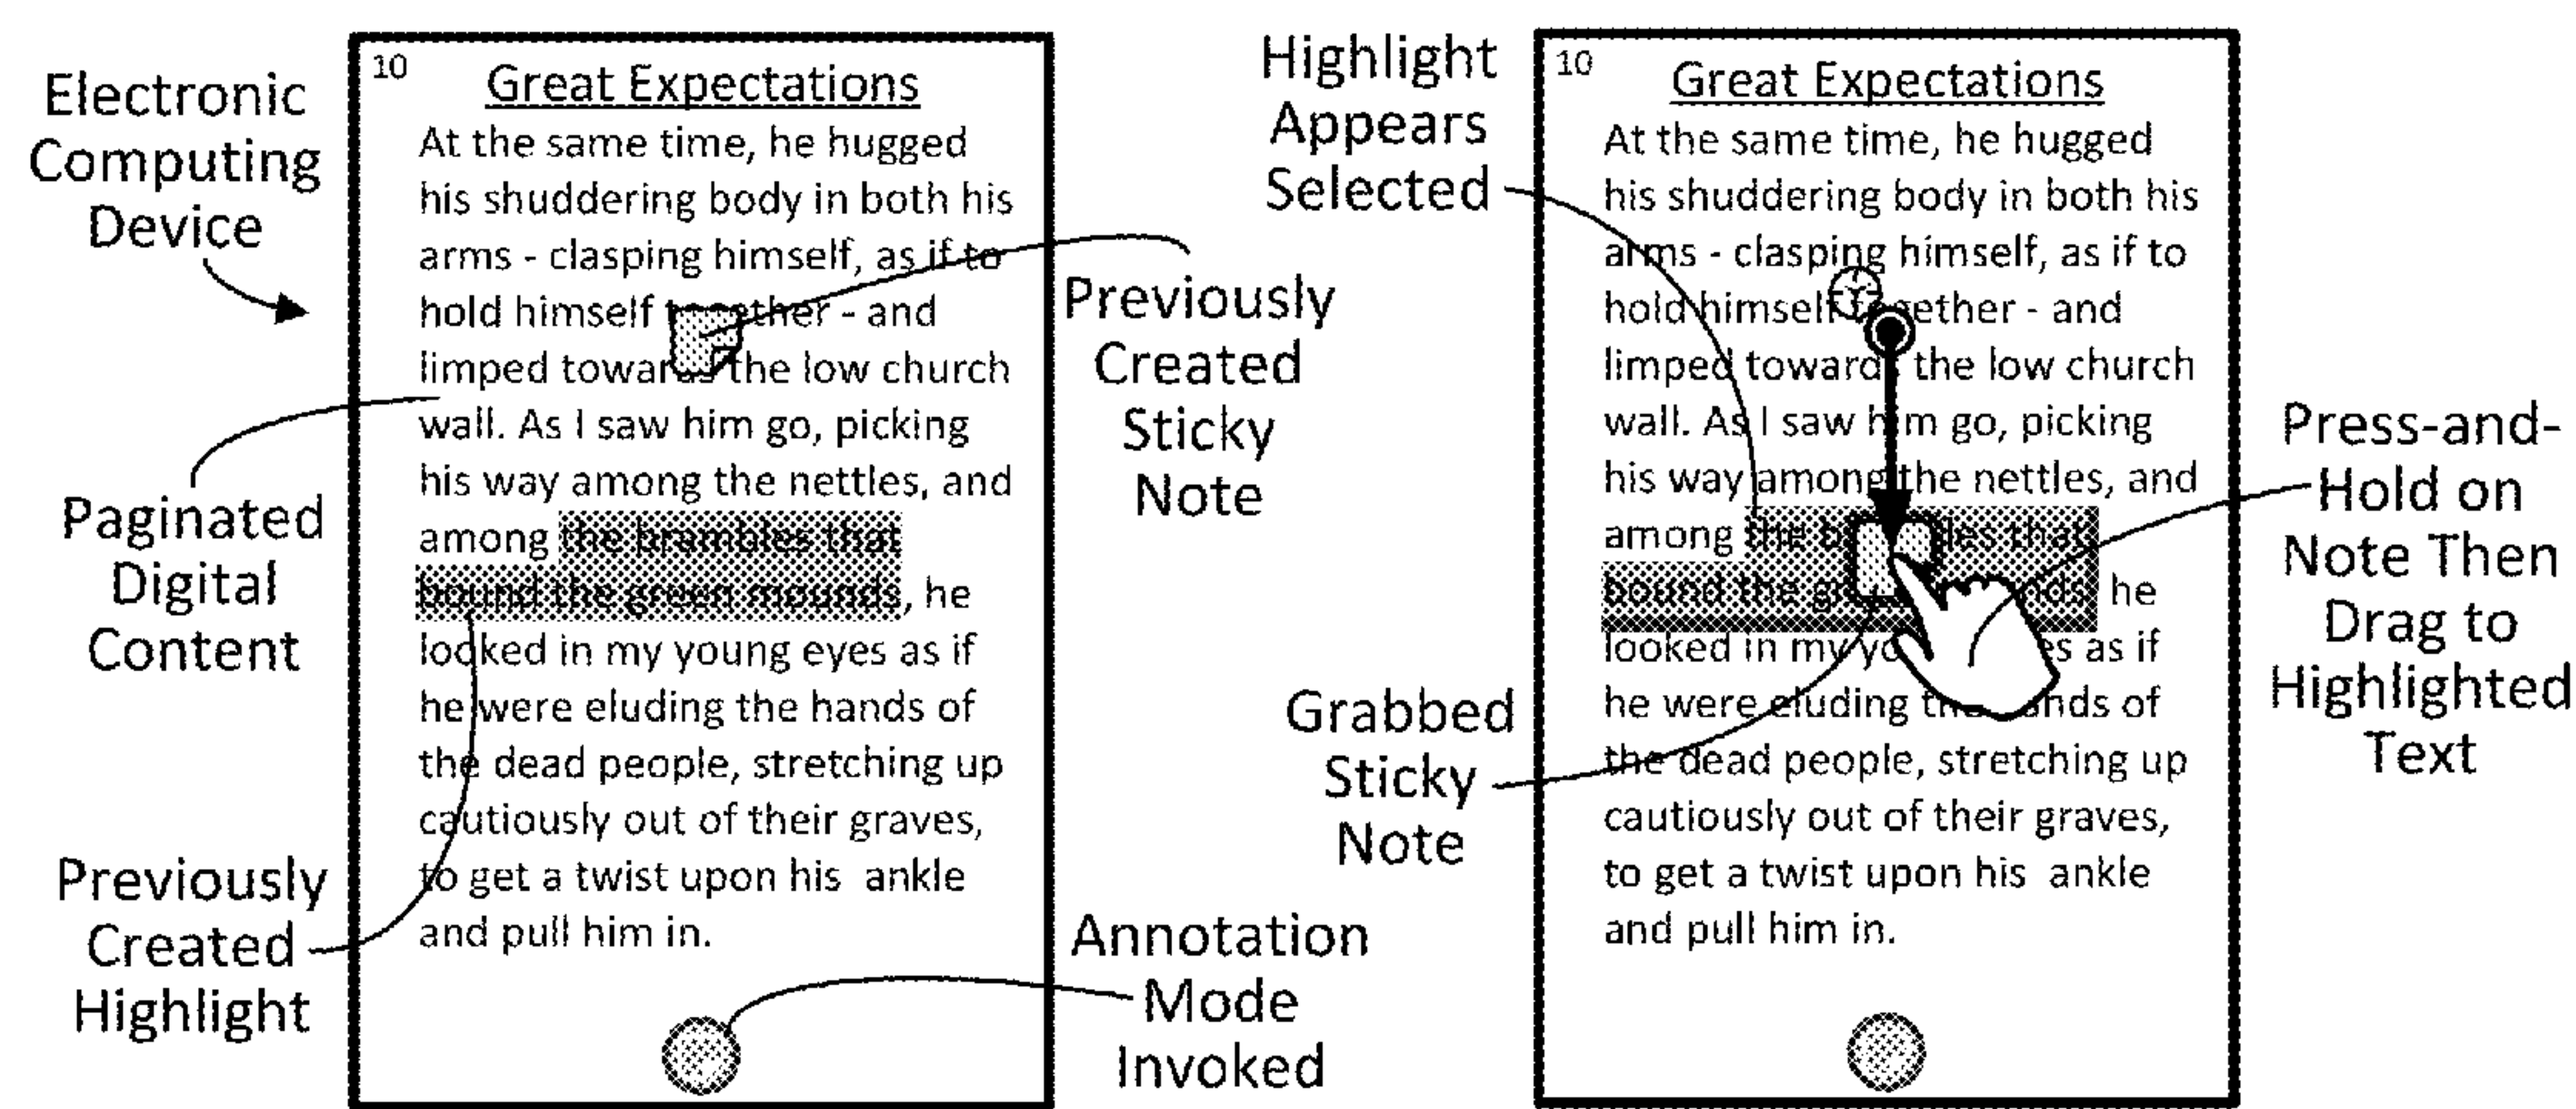 Electronic
Computing
Device
Paginated
Digital
Content
Previously
Created
Highlight
10
Great Expectations
At the same time, he hugged
his shuddering body in both his
arms - clasping himself, as if to
hold himself together - and
limped towards the low church
wall. As I saw him go, picking
his way among the nettles, and
among the brambles that
bound the green mounds, he
looked in my young eyes as if
he were eluding the hands of
the dead people, stretching up
cautiously out of their graves,
to get a twist upon his ankle
and pull him in.
Previously
Created
Sticky
Note
Annotation
Mode
Invoked
Highlight
Appears
Selected
Grabbed
Sticky
Note
10
Great Expectations
At the same time, he hugged
his shuddering body in both his
arms - clasping himself, as if to
hold himself together - and
limped towards the low church
wall. As I saw him go, picking
his way among the nettles, and
among the brambles that
bound the green mounds, he
looked in my young eyes as if
he were eluding the hands of
the dead people, stretching up
cautiously out of their graves,
to get a twist upon his ankle
and pull him in.
Press-and-
Hold on
Note Then
Drag to
Highlighted
Text